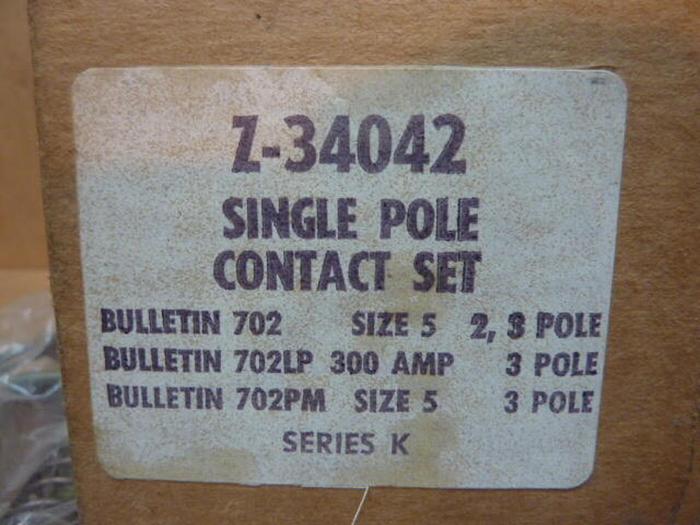 Z-34042
SINGLE POLE
CONTACT SET
BULLETIN 702 SIZE 5 2, 3 POLE
BULLETIN 702LP 300 AMP 3 POLE
BULLETIN 702PM SIZE 5 3 POLE
SERIES K